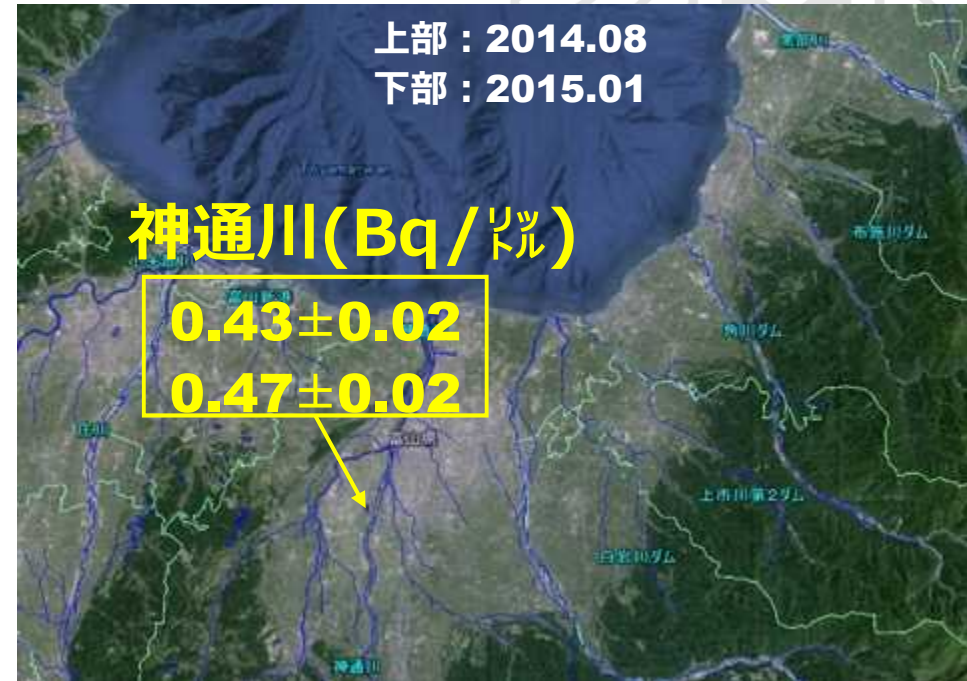 上部：2014.08
下部：2015.01
神通川(Bq/㍑)
0.43±0.02
0.47±0.02
布施川ダム
角川ダム
上市川第2ダム
白岩川ダム
庄川
神通川